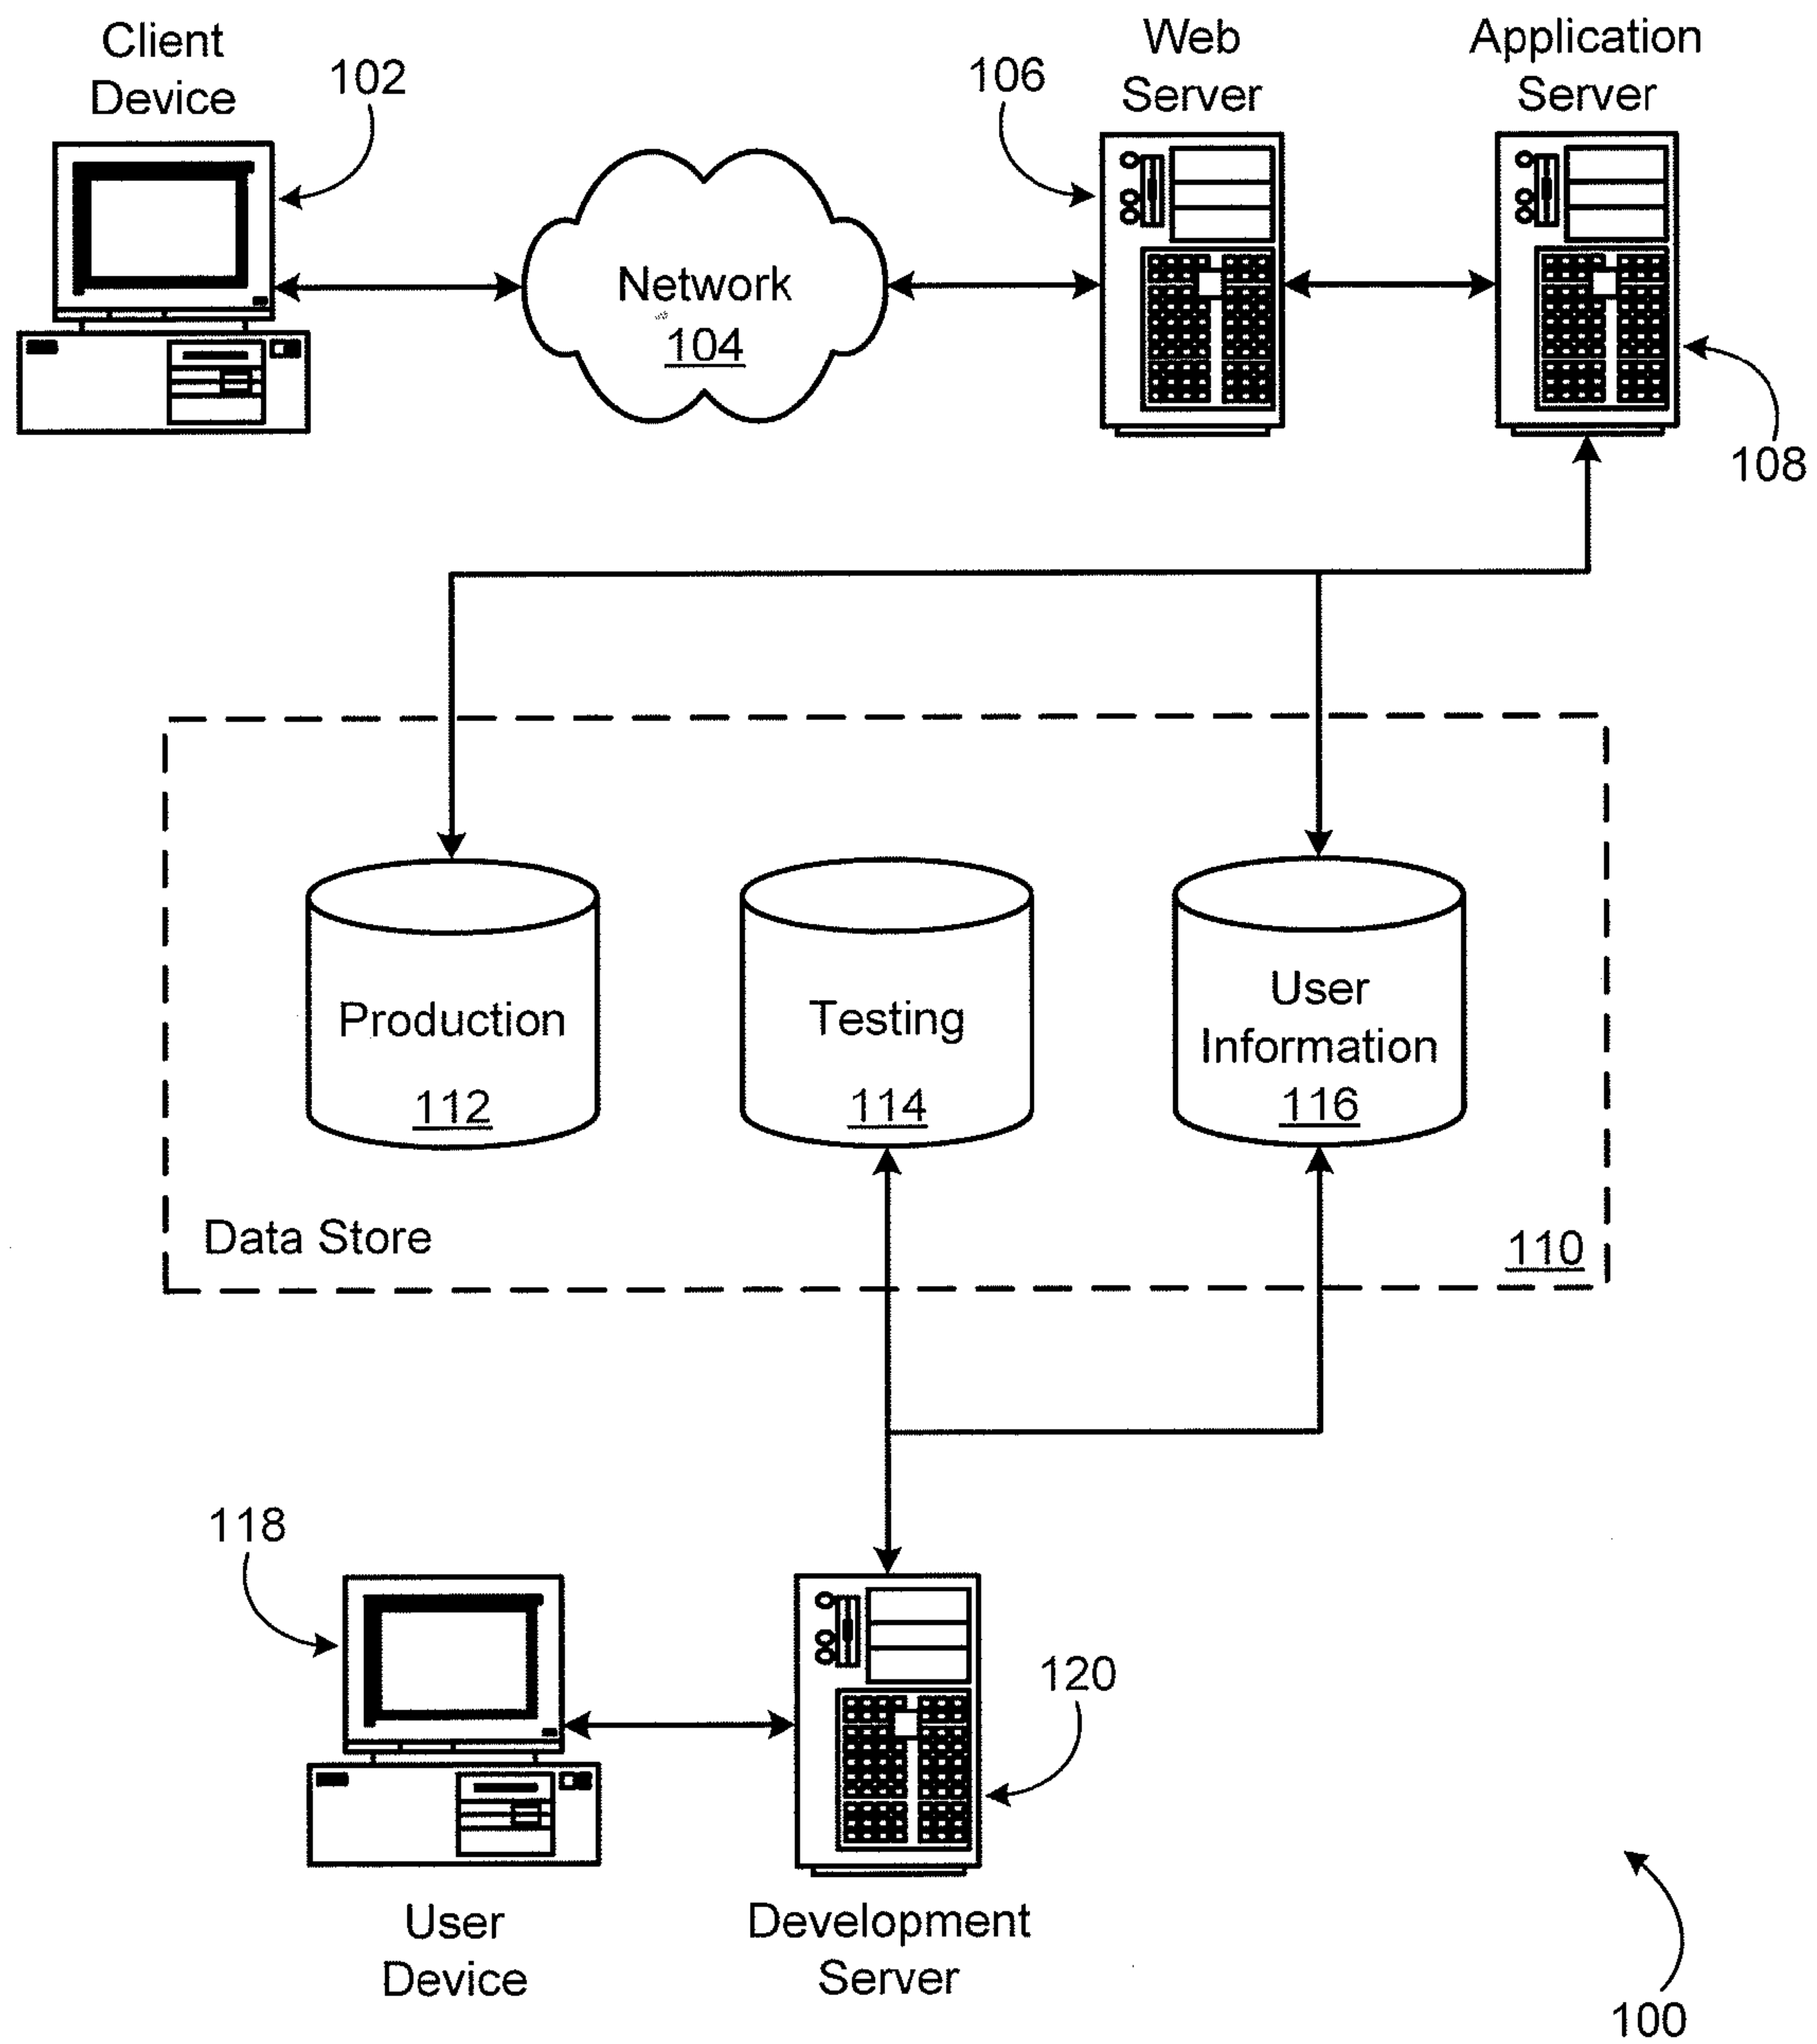 Client
Device
102
Network
104
106
Web
Server
Application
Server
108
Production
112
Testing
114
User
Information
116
Data Store
110
118
User
Device
120
Development
Server
100